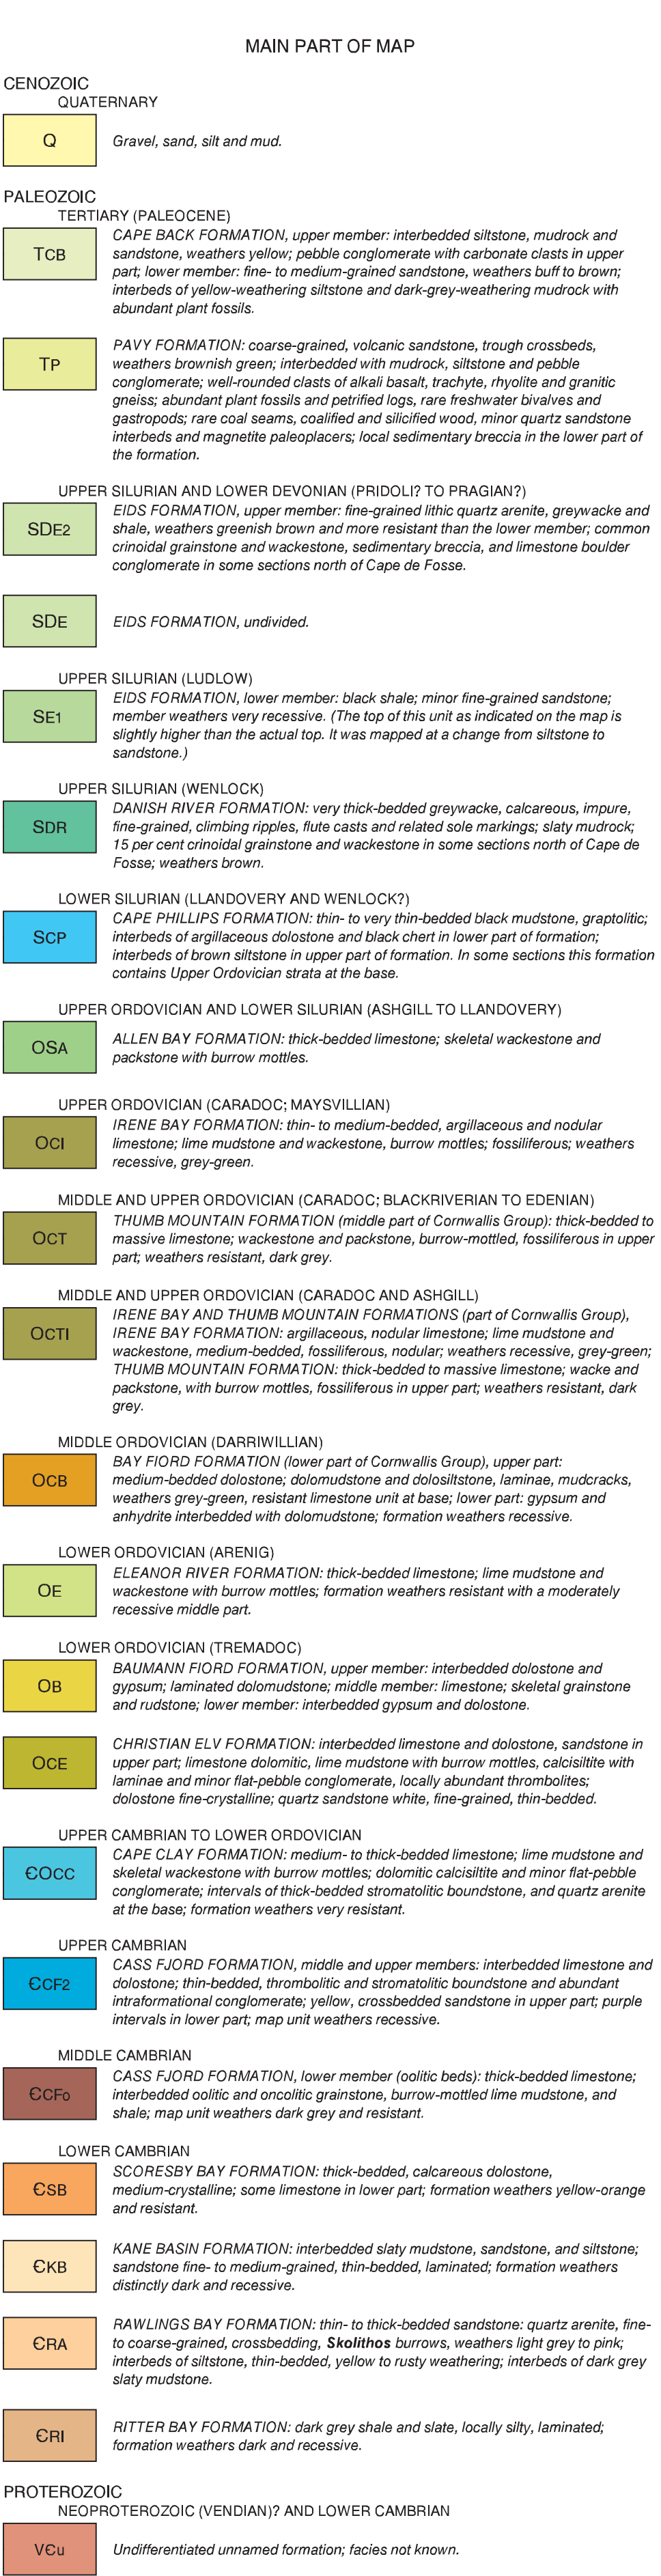 MAIN PART OF MAP
CENOZOIC
QUATERNARY
Q
Gravel, sand, silt and mud.
PALEOZOIC
TERTIARY (PALEOCENE)
TCB
CAPE BACK FORMATION, upper member: interbedded siltstone, mudrock and
sandstone, weathers yellow; pebble conglomerate with carbonate clasts in upper
part; lower member: fine- to medium-grained sandstone, weathers buff to brown;
interbeds of yellow-weathering siltstone and dark-grey-weathering mudrock with
abundant plant fossils.
TP
PAVY FORMATION: coarse-grained, volcanic sandstone, trough crossbeds,
weathers brownish green; interbedded with mudrock, siltstone and pebble
conglomerate; well-rounded clasts of alkali basalt, trachyte, rhyolite and granitic
gneiss; abundant plant fossils and petrified logs, rare freshwater bivalves and
gastropods; rare coal seams, coalified and silicified wood, minor quartz sandstone
interbeds and magnetite paleoplacers; local sedimentary breccia in the lower part of
the formation.
UPPER SILURIAN AND LOWER DEVONIAN (PRIDOLI? TO PRAGIAN?)
SDE2
EIDS FORMATION, upper member: fine-grained lithic quartz arenite, greywacke and
shale, weathers greenish brown and more resistant than the lower member; common
crinoidal grainstone and wackestone, sedimentary breccia, and limestone boulder
conglomerate in some sections north of Cape de Fosse.
SDE
EIDS FORMATION, undivided.
UPPER SILURIAN (LUDLOW)
SE1
EIDS FORMATION, lower member: black shale; minor fine-grained sandstone;
member weathers very recessive. (The top of this unit as indicated on the map is
slightly higher than the actual top. It was mapped at a change from siltstone to
sandstone.)
UPPER SILURIAN (WENLOCK)
SDR
DANISH RIVER FORMATION: very thick-bedded greywacke, calcareous, impure,
fine-grained, climbing ripples, flute casts and related sole markings; slaty mudrock;
15 per cent crinoidal grainstone and wackestone in some sections north of Cape de
Fosse; weathers brown.
LOWER SILURIAN (LLANDOVERY AND WENLOCK?)
SCP
CAPE PHILLIPS FORMATION: thin- to very thin-bedded black mudstone, graptolitic;
interbeds of argillaceous dolostone and black chert in lower part of formation;
interbeds of brown siltstone in upper part of formation. In some sections this formation
contains Upper Ordovician strata at the base.
UPPER ORDOVICIAN AND LOWER SILURIAN (ASHGILL TO LLANDOVERY)
OSA
ALLEN BAY FORMATION: thick-bedded limestone; skeletal wackestone and
packstone with burrow mottles.
UPPER ORDOVICIAN (CARADOC; MAYSVILLIAN)
OCI
IRENE BAY FORMATION: thin- to medium-bedded, argillaceous and nodular
limestone; lime mudstone and wackestone, burrow mottles; fossiliferous; weathers
recessive, grey-green.
MIDDLE AND UPPER ORDOVICIAN (CARADOC; BLACKRIVERIAN TO EDENIAN)
OCT
THUMB MOUNTAIN FORMATION (middle part of Cornwallis Group): thick-bedded to
massive limestone; wackestone and packstone, burrow-mottled, fossiliferous in upper
part; weathers resistant, dark grey.
MIDDLE AND UPPER ORDOVICIAN (CARADOC AND ASHGILL)
OCTI
IRENE BAY AND THUMB MOUNTAIN FORMATIONS (part of Cornwallis Group),
IRENE BAY FORMATION: argillaceous, nodular limestone; lime mudstone and
wackestone, medium-bedded, fossiliferous, nodular; weathers recessive, grey-green;
THUMB MOUNTAIN FORMATION: thick-bedded to massive limestone; wacke and
packstone, with burrow mottles, fossiliferous in upper part; weathers resistant, dark
grey.
MIDDLE ORDOVICIAN (DARRIWILLIAN)
OCB
BAY FIORD FORMATION (lower part of Cornwallis Group), upper part:
medium-bedded dolostone; dolomudstone and dolosiltstone, laminae, mudcracks,
weathers grey-green, resistant limestone unit at base; lower part: gypsum and
anhydrite interbedded with dolomudstone; formation weathers recessive.
LOWER ORDOVICIAN (ARENIG)
OE
ELEANOR RIVER FORMATION: thick-bedded limestone; lime mudstone and
wackestone with burrow mottles; formation weathers resistant with a moderately
recessive middle part.
LOWER ORDOVICIAN (TREMADOC)
OB
BAUMANN FIORD FORMATION, upper member: interbedded dolostone and
gypsum; laminated dolomudstone; middle member: limestone; skeletal grainstone
and rudstone; lower member: interbedded gypsum and dolostone.
OCE
CHRISTIAN ELV FORMATION: interbedded limestone and dolostone, sandstone in
upper part; limestone dolomitic, lime mudstone with burrow mottles, calcisiltite with
laminae and minor flat-pebble conglomerate, locally abundant thrombolites;
dolostone fine-crystalline; quartz sandstone white, fine-grained, thin-bedded.
UPPER CAMBRIAN TO LOWER ORDOVICIAN
ЄOCC
CAPE CLAY FORMATION: medium- to thick-bedded limestone; lime mudstone and
skeletal wackestone with burrow mottles; dolomitic calcisiltite and minor flat-pebble
conglomerate; intervals of thick-bedded stromatolitic boundstone, and quartz arenite
at the base; formation weathers very resistant.
UPPER CAMBRIAN
ЄCF2
CASS FJORD FORMATION, middle and upper members: interbedded limestone and
dolostone; thin-bedded, thrombolitic and stromatolitic boundstone and abundant
intraformational conglomerate; yellow, crossbedded sandstone in upper part; purple
intervals in lower part; map unit weathers recessive.
MIDDLE CAMBRIAN
ЄCFo
CASS FJORD FORMATION, lower member (oolitic beds): thick-bedded limestone;
interbedded oolitic and oncolitic grainstone, burrow-mottled lime mudstone, and
shale; map unit weathers dark grey and resistant.
LOWER CAMBRIAN
ЄSB
SCORESBY BAY FORMATION: thick-bedded, calcareous dolostone,
medium-crystalline; some limestone in lower part; formation weathers yellow-orange
and resistant.
ЄKB
KANE BASIN FORMATION: interbedded slaty mudstone, sandstone, and siltstone;
sandstone fine- to medium-grained, thin-bedded, laminated; formation weathers
distinctly dark and recessive.
ЄRA
RAWLINGS BAY FORMATION: thin- to thick-bedded sandstone: quartz arenite, fine-
to coarse-grained, crossbedding, Skolithos burrows, weathers light grey to pink;
interbeds of siltstone, thin-bedded, yellow to rusty weathering; interbeds of dark grey
slaty mudstone.
ЄRI
RITTER BAY FORMATION: dark grey shale and slate, locally silty, laminated;
formation weathers dark and recessive.
PROTEROZOIC
NEOPROTEROZOIC (VENDIAN)? AND LOWER CAMBRIAN
VЄu
Undifferentiated unnamed formation; facies not known.